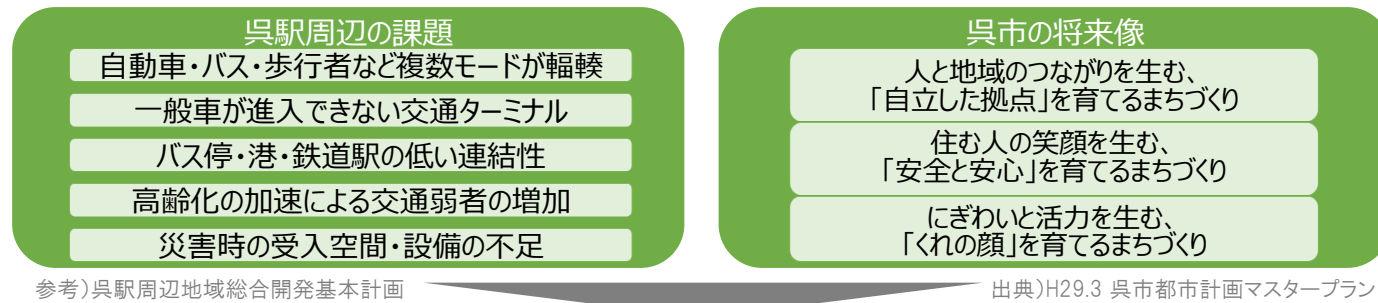 呉駅周辺の課題
自動車・バス・歩行者など複数モードが輻輳
一般車が進入できない交通ターミナル
バス停・港・鉄道駅の低い連結性
高齢化の加速による交通弱者の増加
災害時の受入空間・設備の不足
参考)呉駅周辺地域総合開発基本計画
呉市の将来像
人と地域のつながりを生む、
「自立した拠点」を育てるまちづくり
住む人の笑顔を生む、
「安全と安心」を育てるまちづくり
にぎわいと活力を生む、
「くれの顔」を育てるまちづくり
出典)H29.3 呉市都市計画マスタープラン